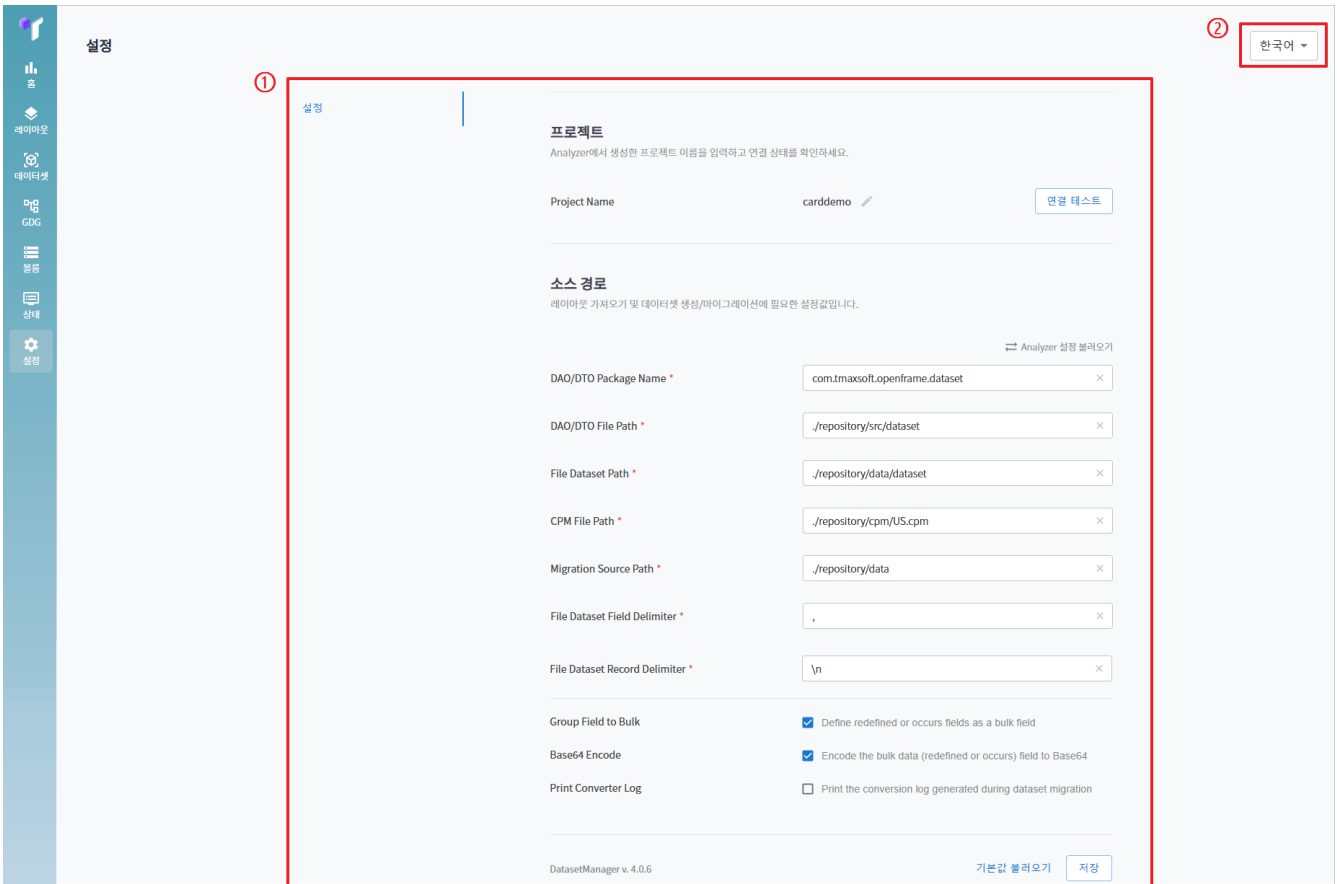 설정
②
한국어
홈
레이아웃
데이터셋
GDG
볼륨
상태
설정
①
설정
프로젝트
Analyzer에서 생성한 프로젝트 이름을 입력하고 연결 상태를 확인하세요.
Project Name carddemo 연결 테스트
소스 경로
레이아웃 가져오기 및 데이터셋 생성/마이그레이션에 필요한 설정값입니다.
Analyzer 설정 불러오기
DAO/DTO Package Name * com.tmaxsoft.openframe.dataset
DAO/DTO File Path * ./repository/src/dataset
File Dataset Path * ./repository/data/dataset
CPM File Path * ./repository/cpm/US.cpm
Migration Source Path * ./repository/data
File Dataset Field Delimiter * ,
File Dataset Record Delimiter * \n
Group Field to Bulk Define redefined or occurs fields as a bulk field
Base64 Encode Encode the bulk data (redefined or occurs) field to Base64
Print Converter Log Print the conversion log generated during dataset migration
DatasetManager v. 4.0.6 기본값 불러오기 저장